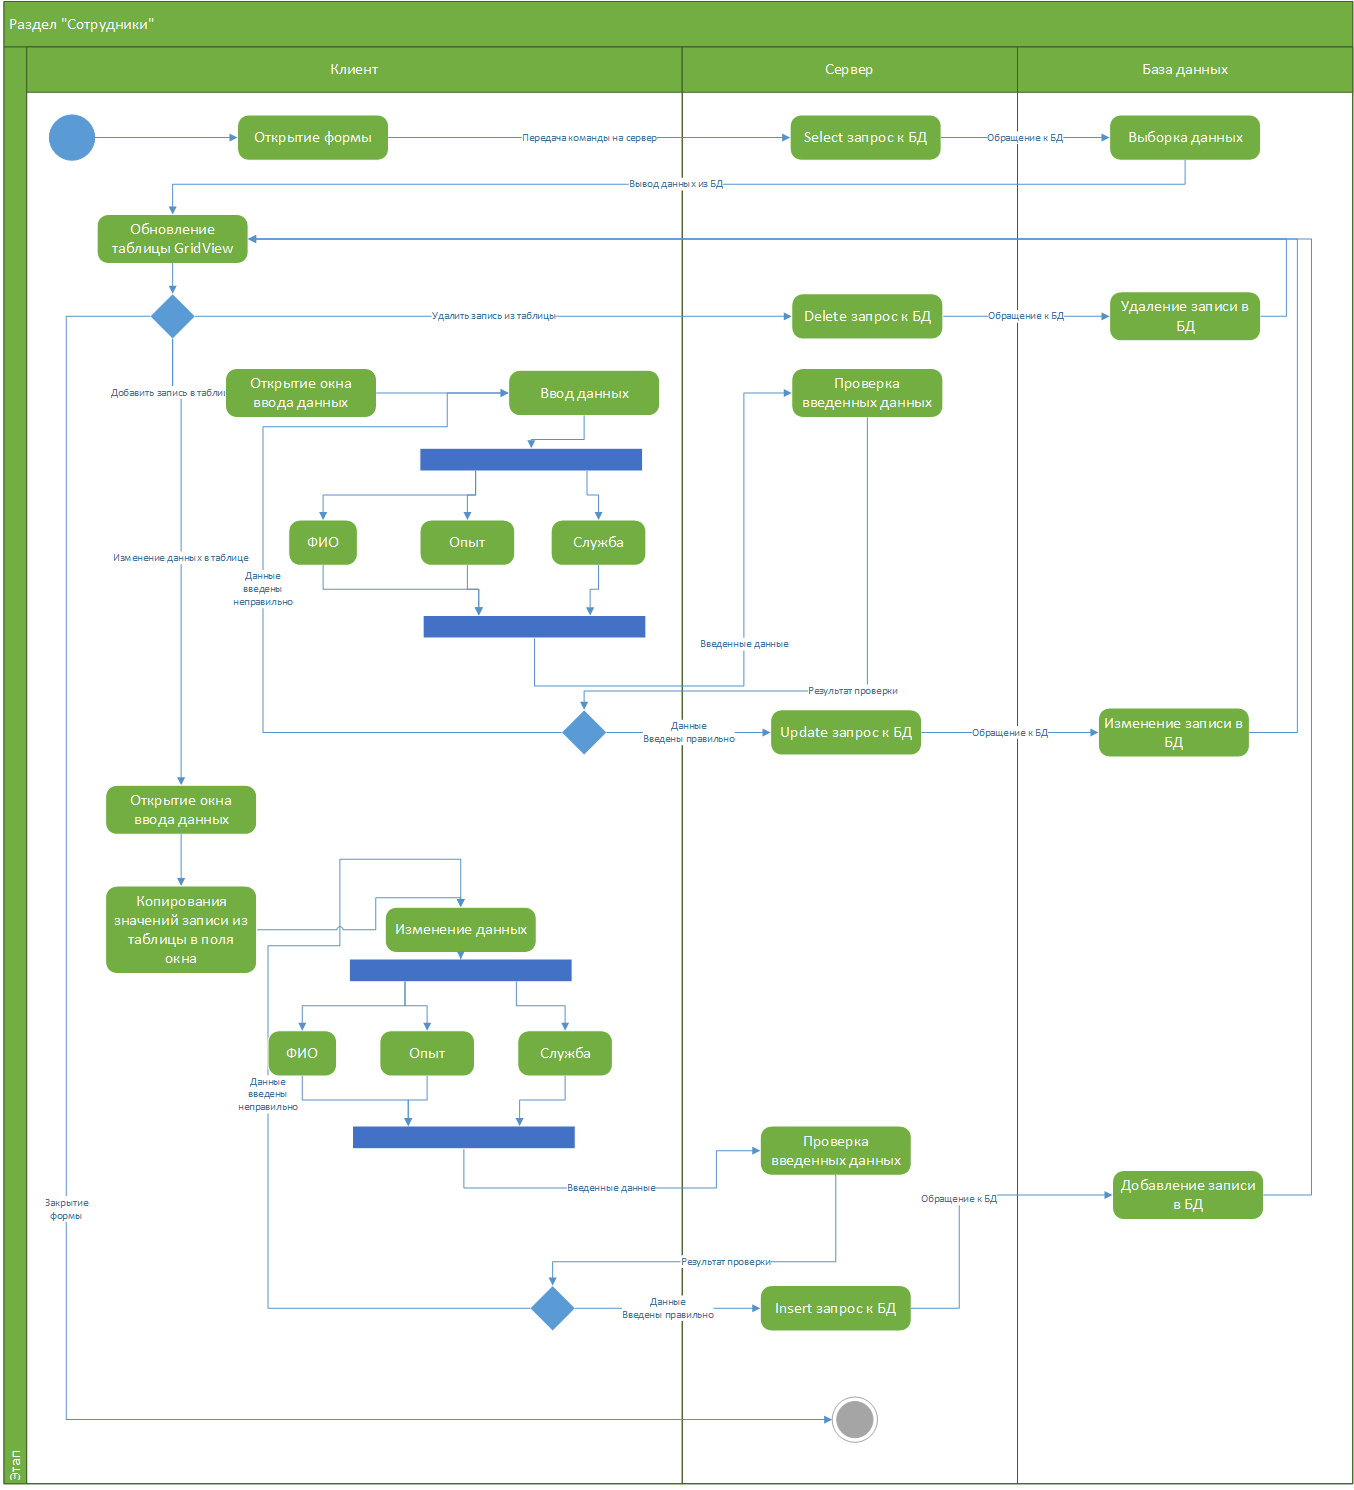 Раздел "Сотрудники"
Клиент
Сервер
База данных
Открытие формы
Передача команды на сервер
Select запрос к БД
Обращение к БД
Выборка данных
Вывод данных из БД
Обновление
таблицы GridView
Удалить запись из таблицы
Delete запрос к БД
Обращение к БД
Удаление записи в
БД
Добавить запись в таблиц
Открытие окна
ввода данных
Ввод данных
Проверка
введенных данных
ФИО
Опыт
Служба
Изменение данных в таблице
Данные
введены
неправильно
Введенные данные
Результат проверки
Данные
Введены правильно
Update запрос к БД
Обращение к БД
Изменение записи в
БД
Открытие окна
ввода данных
Копирования
значений записи из
таблицы в поля
окна
Изменение данных
ФИО
Опыт
Служба
Данные
введены
неправильно
Проверка
введенных данных
Введенные данные
Обращение к БД
Добавление записи
в БД
Закрытие
формы
Результат проверки
Данные
Введены правильно
Insert запрос к БД
Этап